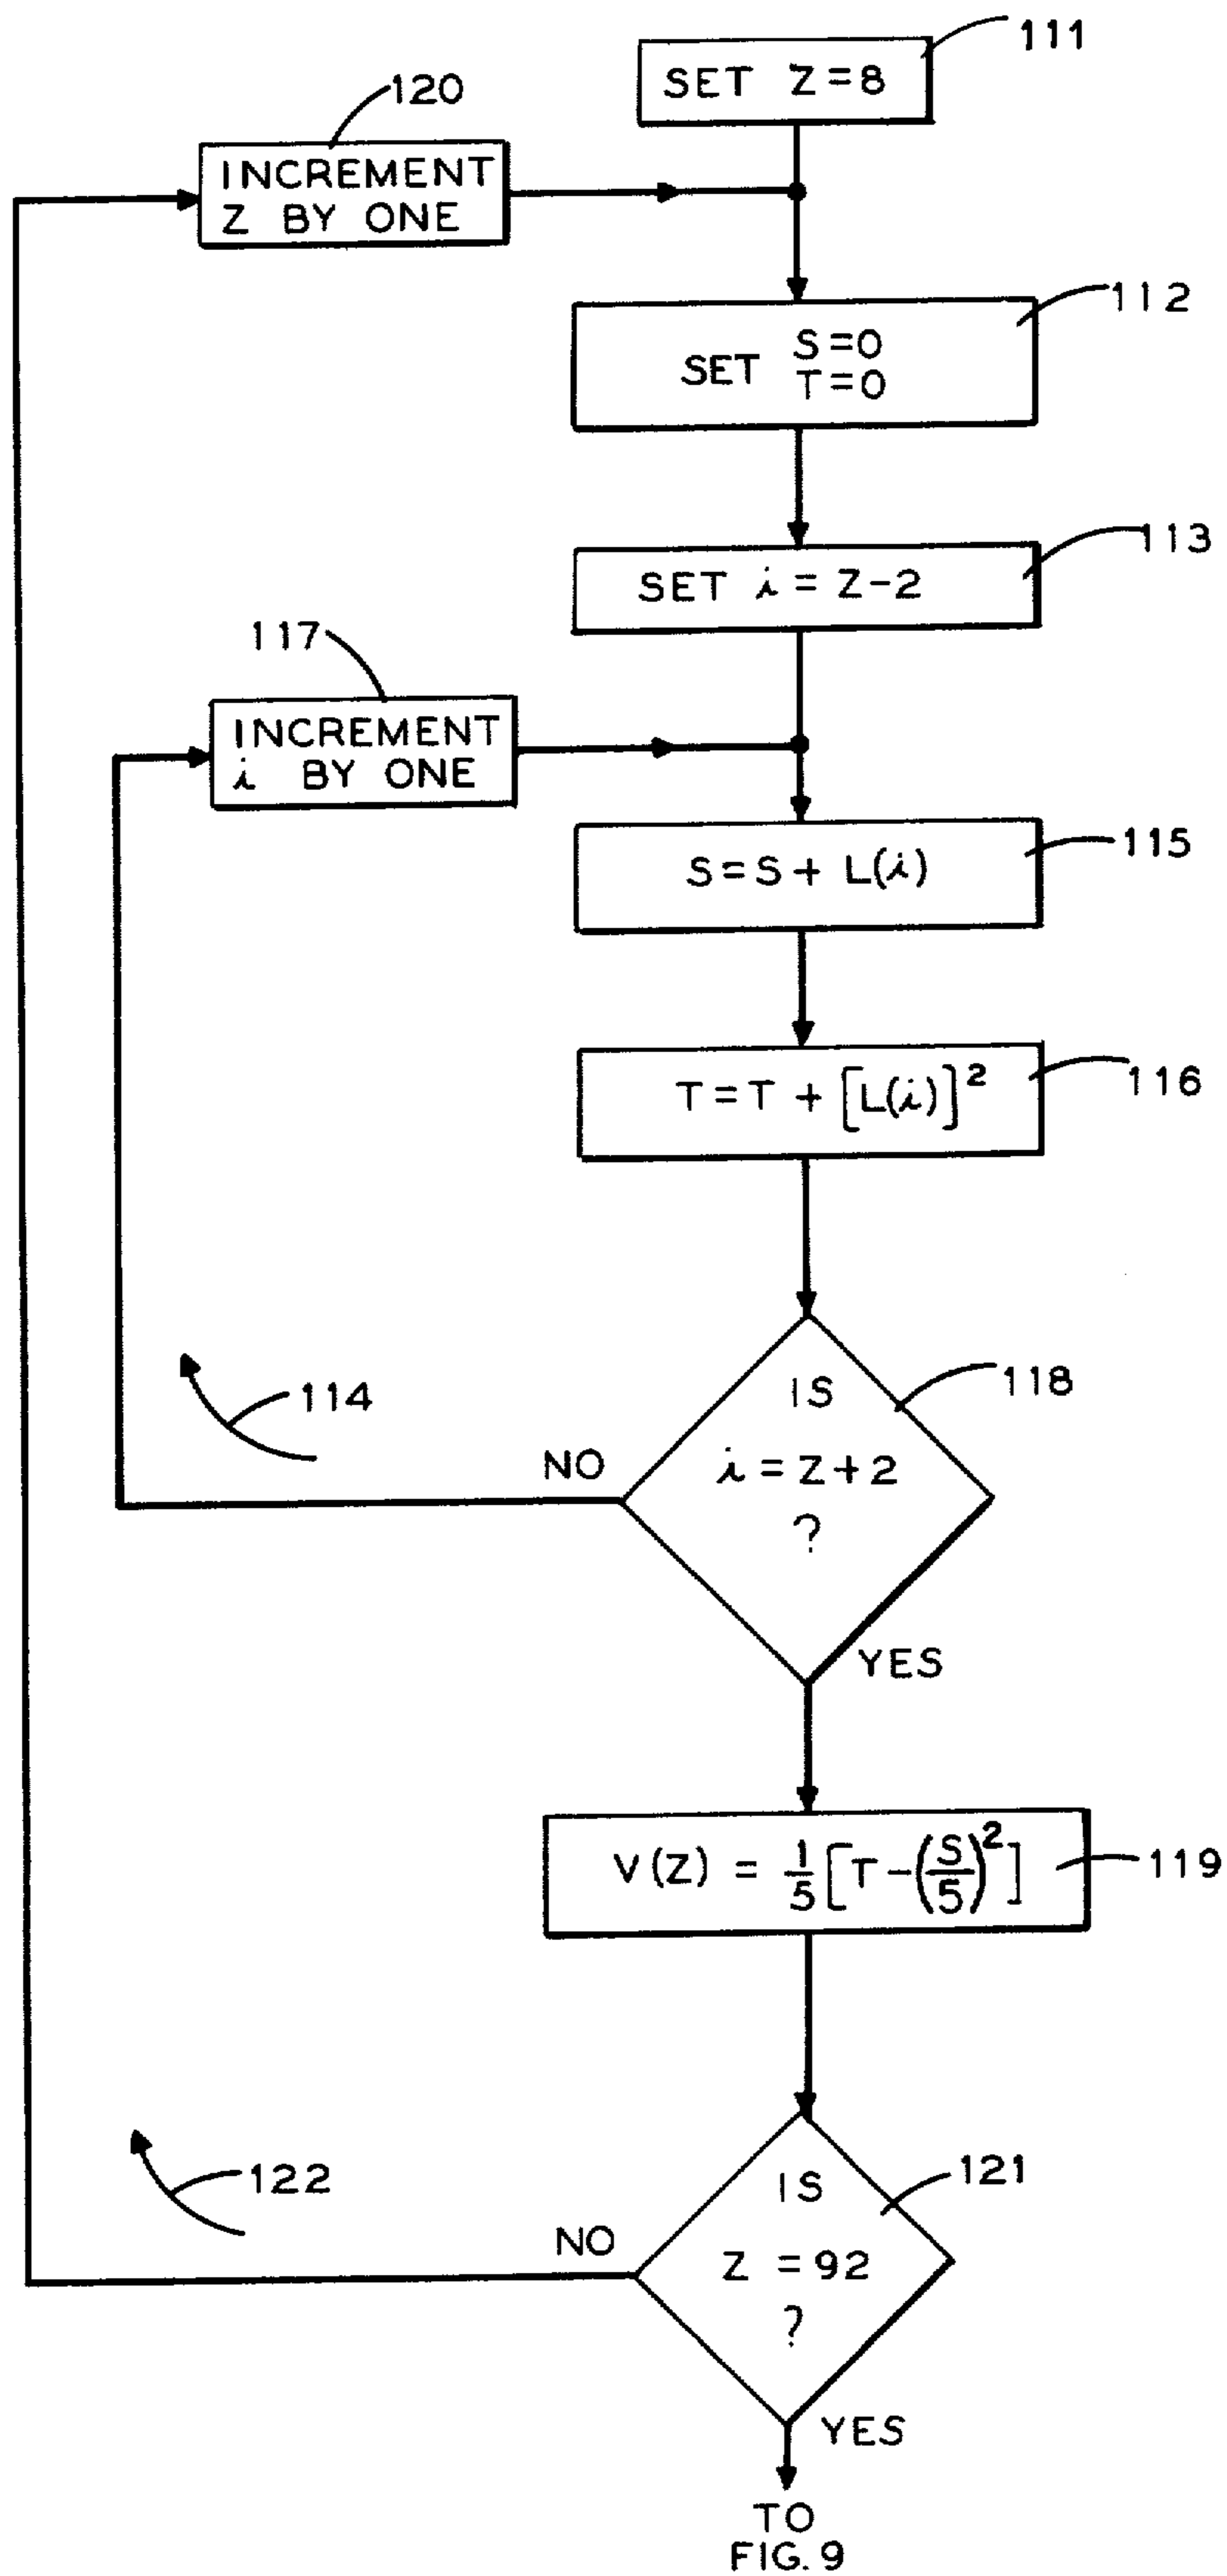 111
SET Z=8
120
INCREMENT
Z BY ONE
112
SET S=0
T=0
113
SET i = Z-2
117
INCREMENT
i BY ONE
115
S=S+ L(i)
116
T=T + [L(i)]²
118
IS
i = Z+2
?
114
NO
YES
119
V(Z) = 1/5 [T-(S/5)²]
121
IS
Z =92
?
122
NO
YES
TO
FIG. 9